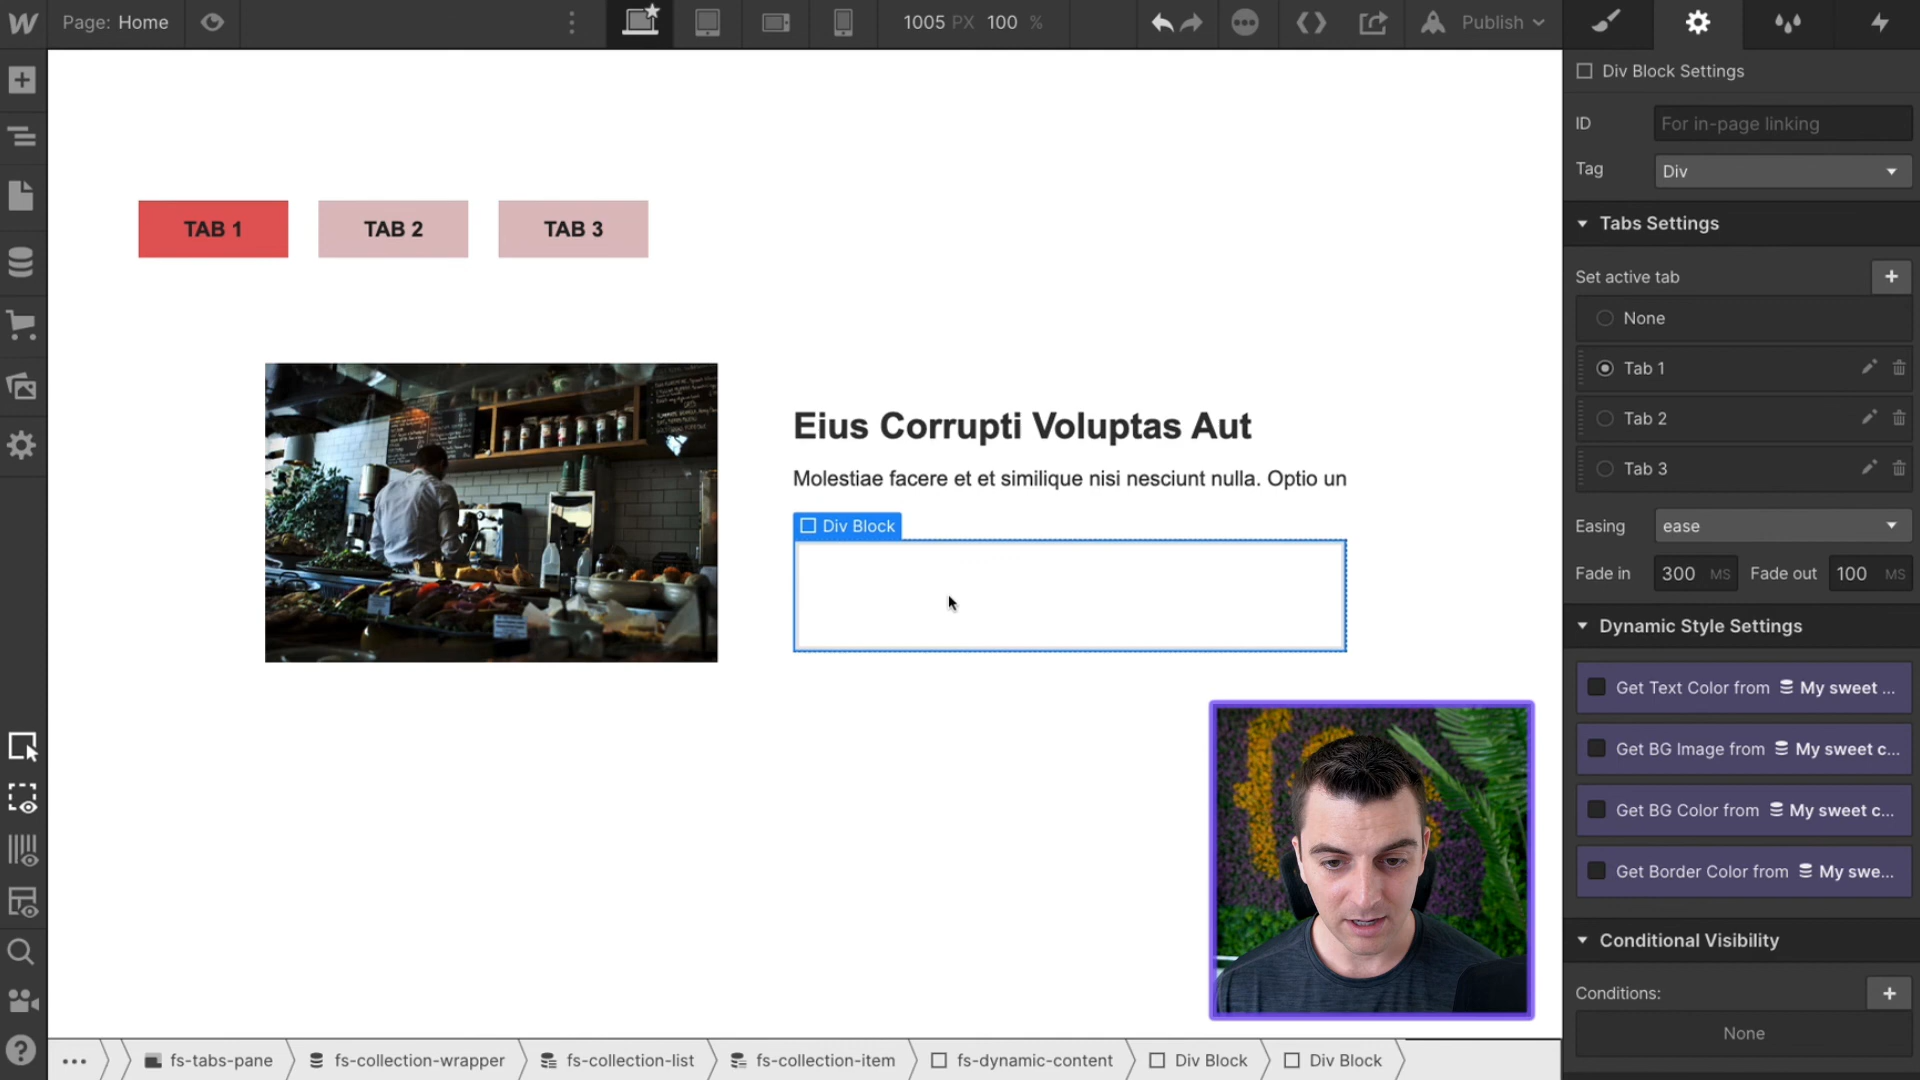 Page: Home
1005 PX 100 %
Publish
TAB 1
TAB 2
TAB 3
Eius Corrupti Voluptas Aut
Molestiae facere et et similique nisi nesciunt nulla. Optio un
Div Block
Div Block Settings
ID
For in-page linking
Tag
Div
Tabs Settings
Set active tab
None
Tab 1
Tab 2
Tab 3
Easing
ease
Fade in
300 MS
Fade out
100 MS
Dynamic Style Settings
Get Text Color from My sweet ...
Get BG Image from My sweet c...
Get BG Color from My sweet c...
Get Border Color from My swe...
Conditional Visibility
Conditions:
None
fs-tabs-pane
fs-collection-wrapper
fs-collection-list
fs-collection-item
fs-dynamic-content
Div Block
Div Block